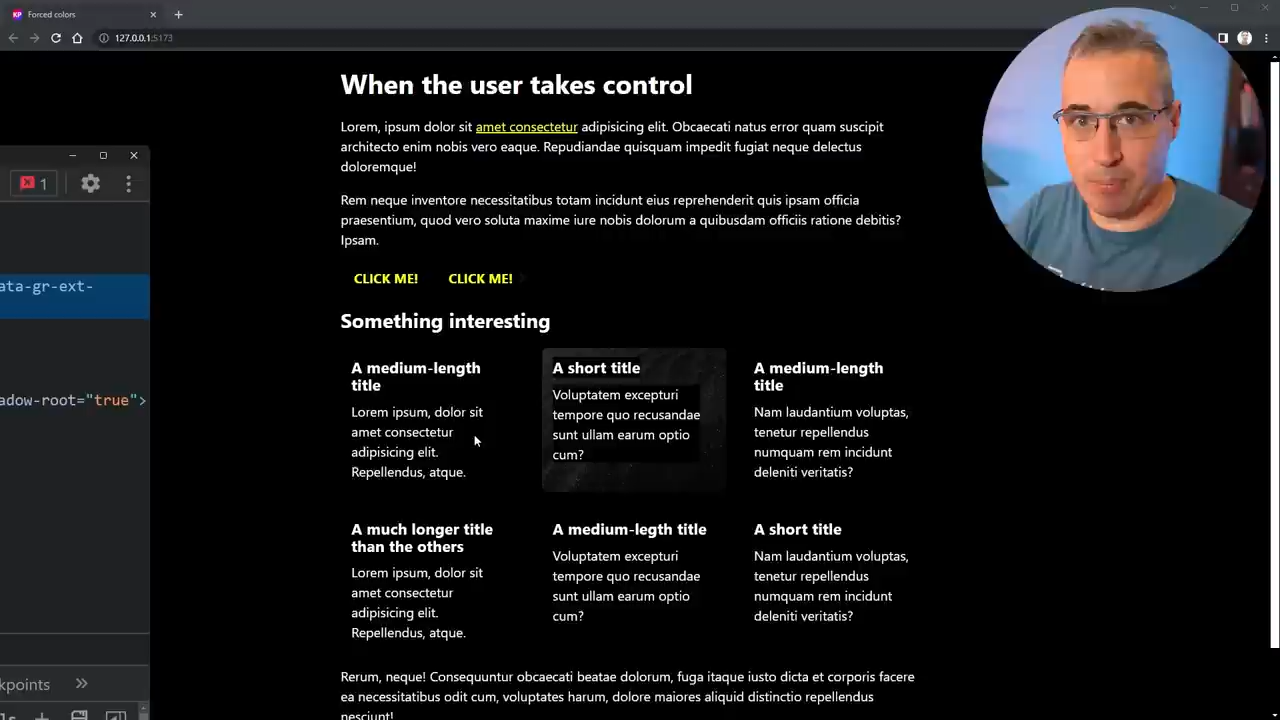 KP Forced colors
127.0.0.1:5173
When the user takes control
Lorem, ipsum dolor sit amet consectetur adipisicing elit. Obcaecati natus error quam suscipit
architecto enim nobis vero eaque. Repudiandae quisquam impedit fugiat neque delectus
doloremque!
Rem neque inventore necessitatibus totam incidunt eius reprehenderit quis ipsam officia
praesentium, quod vero soluta maxime iure nobis dolorum a quibusdam officiis ratione debitis?
Ipsam.
CLICK ME! CLICK ME!
Something interesting
A medium-length
title
Lorem ipsum, dolor sit
amet consectetur
adipisicing elit.
Repellendus, atque.
A short title
Voluptatem excepturi
tempore quo recusandae
sunt ullam earum optio
cum?
A medium-length
title
Nam laudantium voluptas,
tenetur repellendus
numquam rem incidunt
deleniti veritatis?
A much longer title
than the others
Lorem ipsum, dolor sit
amet consectetur
adipisicing elit.
Repellendus, atque.
A medium-legth title
Voluptatem excepturi
tempore quo recusandae
sunt ullam earum optio
cum?
A short title
Nam laudantium voluptas,
tenetur repellendus
numquam rem incidunt
deleniti veritatis?
Rerum, neque! Consequuntur obcaecati beatae dolorum, fuga itaque iusto dicta et corporis facere
ea necessitatibus odit cum, voluptates harum, dolore maiores aliquid distinctio repellendus
nesciunt!
1
ata-gr-ext-
adow-root="true">
kpoints